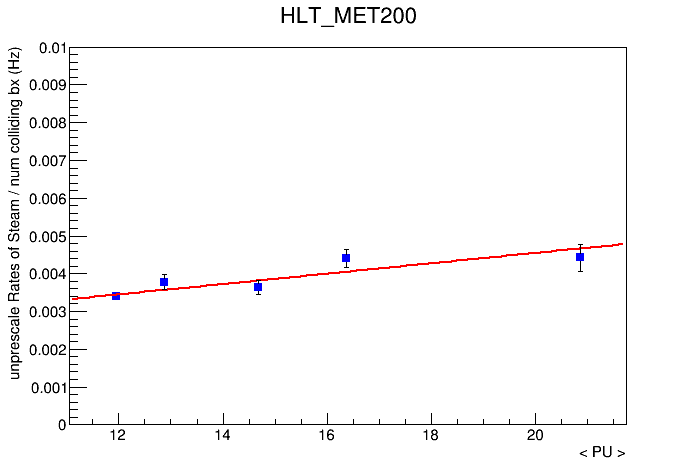 HLT_MET200
unprescale Rates of Steam / num colliding bx (Hz)
0.01
0.009
0.008
0.007
0.006
0.005
0.004
0.003
0.002
0.001
0
12 14 16 18 20
< PU >